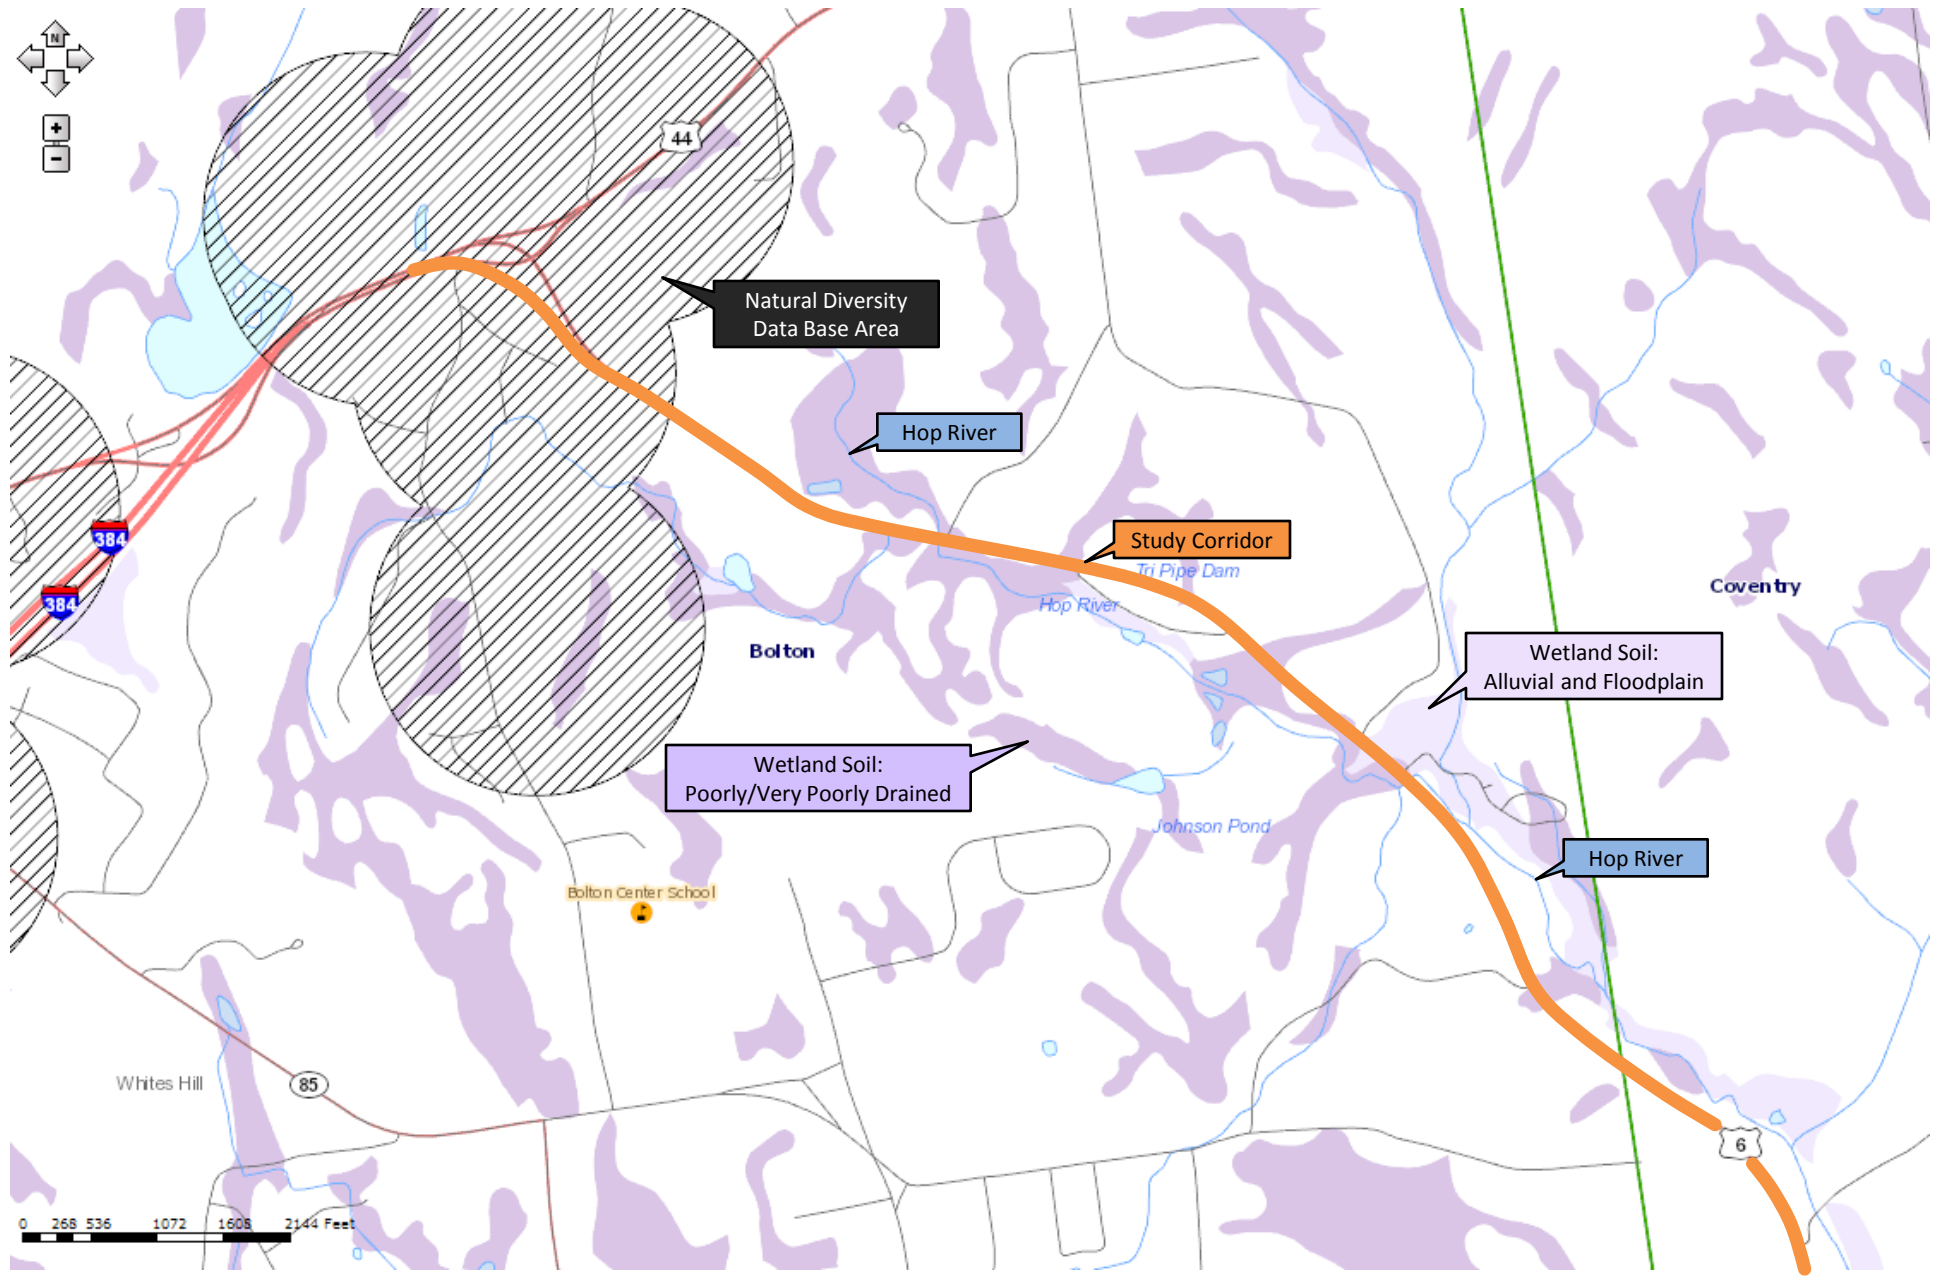 N
+
−
44
Natural Diversity
Data Base Area
Hop River
384
384
Study Corridor
Tri Pipe Dam
Hop River
Coventry
Bolton
Wetland Soil:
Alluvial and Floodplain
Wetland Soil:
Poorly/Very Poorly Drained
Johnson Pond
Hop River
Bolton Center School
Whites Hill
85
6
0 268 536 1072 1608 2144 Feet